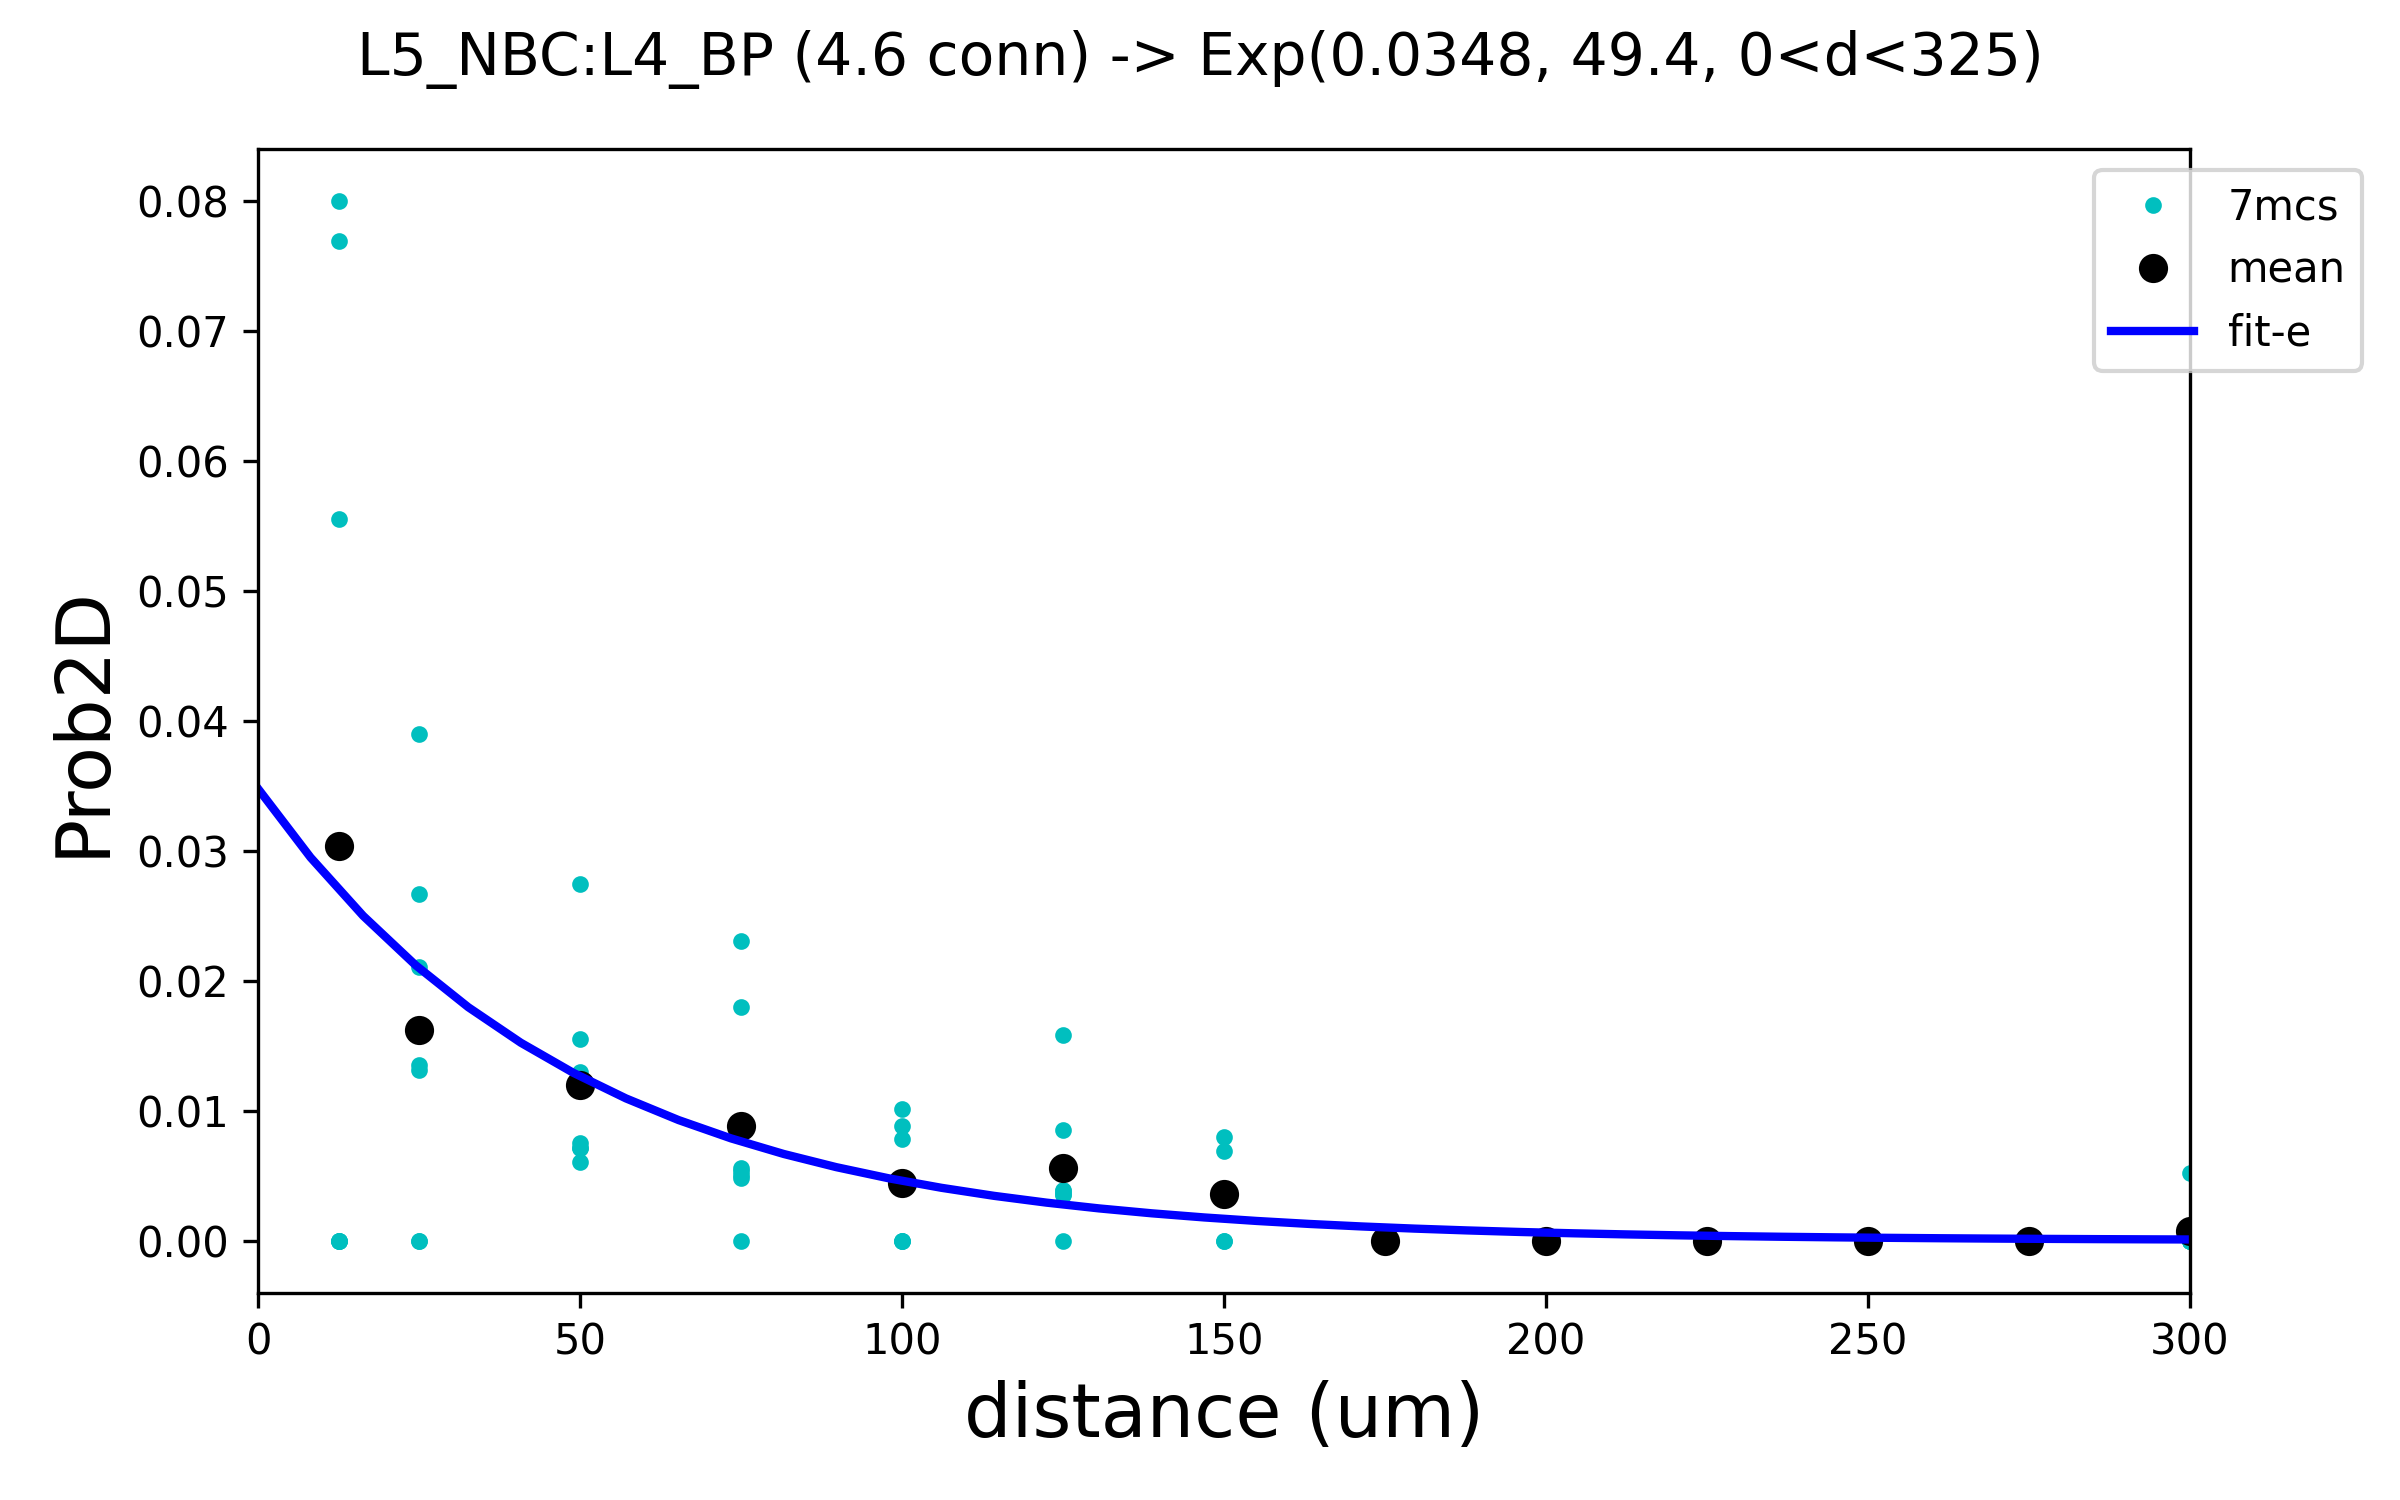 L5_NBC:L4_BP (4.6 conn) -> Exp(0.0348, 49.4, 0<d<325)
7mcs
mean
fit-e
Prob2D
0.08
0.07
0.06
0.05
0.04
0.03
0.02
0.01
0.00
0 50 100 150 200 250 300
distance (um)